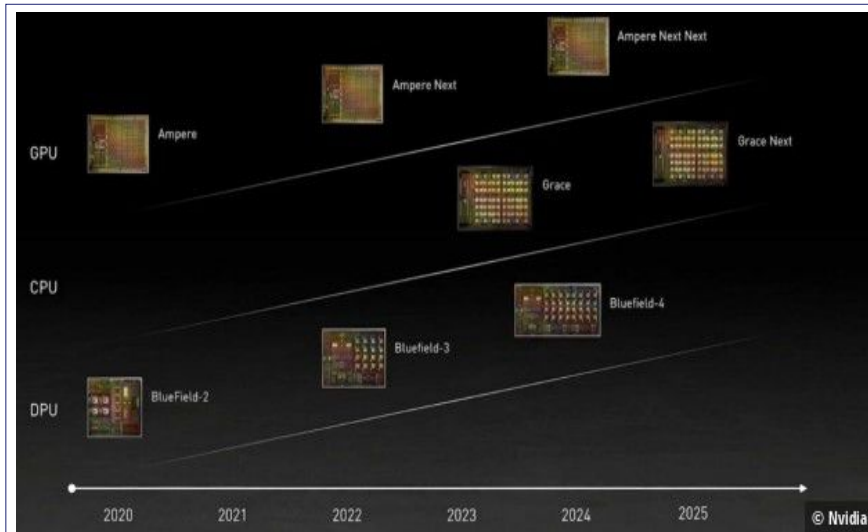 Ampere Next Next
Ampere Next
Ampere
GPU
Grace Next
Grace
CPU
Bluefield-4
Bluefield-3
BlueField-2
DPU
2020 2021 2022 2023 2024 2025
© Nvidia